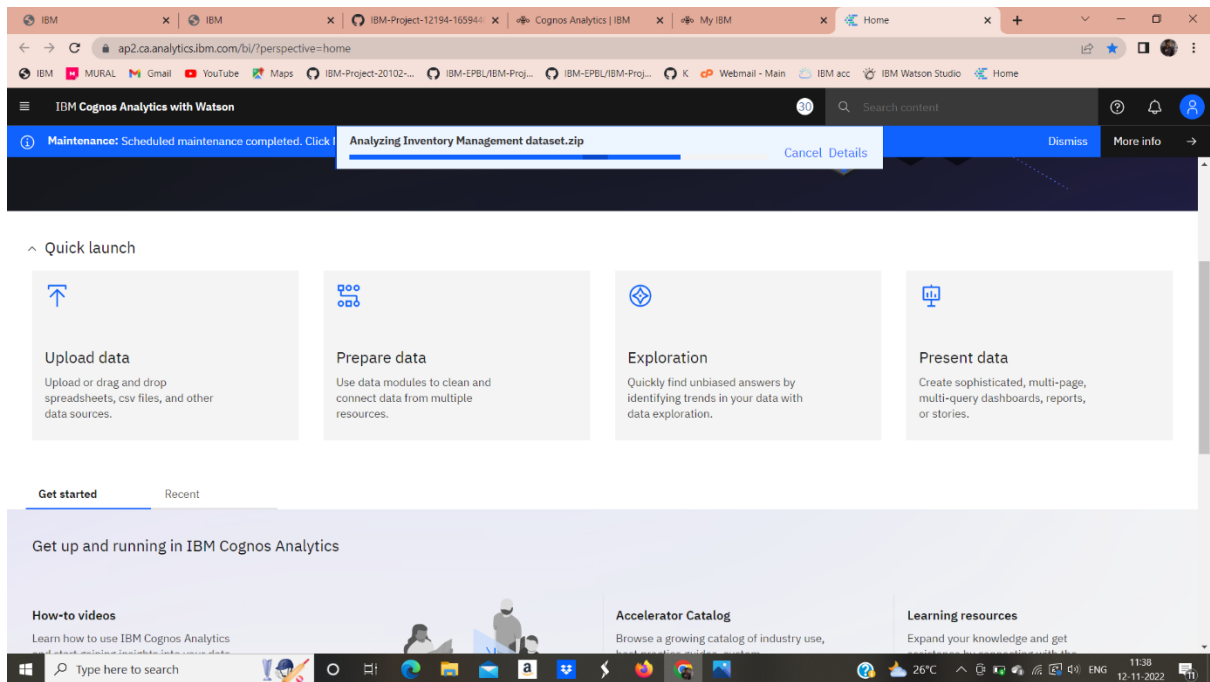 IBM
IBM
IBM-Project-12194-165944
Cognos Analytics | IBM
My IBM
Home
ap2.ca.analytics.ibm.com/bi/?perspective=home
IBM
MURAL
Gmail
YouTube
Maps
IBM-Project-20102-...
IBM-EPBL/IBM-Proj...
IBM-EPBL/IBM-Proj...
K
Webmail - Main
IBM acc
IBM Watson Studio
Home
IBM Cognos Analytics with Watson
30
Search content
Maintenance: Scheduled maintenance completed. Click
Analyzing Inventory Management dataset.zip
Cancel Details
Dismiss
More info
Quick launch
Upload data
Upload or drag and drop
spreadsheets, csv files, and other
data sources.
Prepare data
Use data modules to clean and
connect data from multiple
resources.
Exploration
Quickly find unbiased answers by
identifying trends in your data with
data exploration.
Present data
Create sophisticated, multi-page,
multi-query dashboards, reports,
or stories.
Get started
Recent
Get up and running in IBM Cognos Analytics
How-to videos
Learn how to use IBM Cognos Analytics
and start gaining insights into your data
Accelerator Catalog
Browse a growing catalog of industry use,
Learning resources
Expand your knowledge and get
Type here to search
a
26°C
ENG
11:38
12-11-2022
11